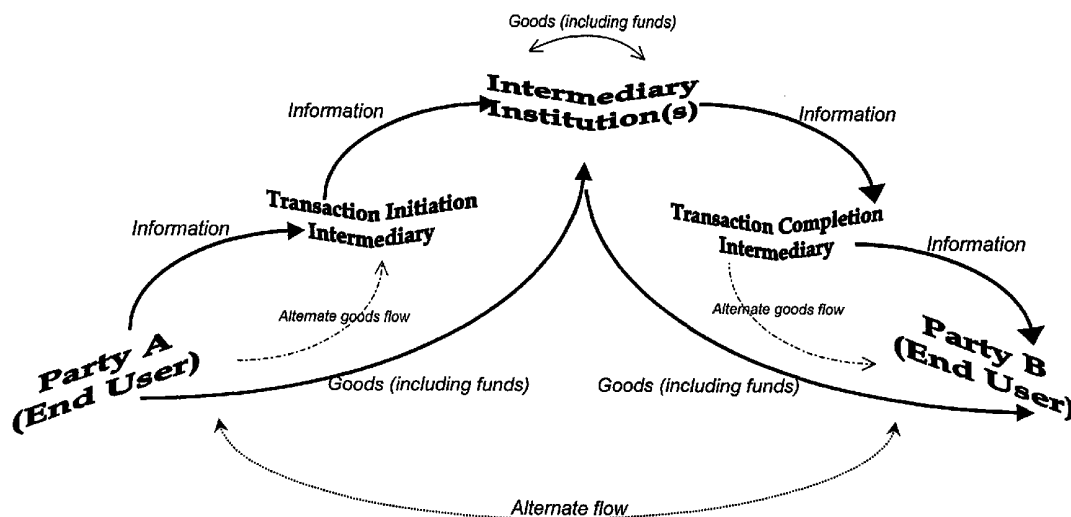 Goods (including funds)
Intermediary
Institution(s)
Information
Information
Transaction Initiation
Intermediary
Transaction Completion
Intermediary
Information
Information
Alternate goods flow
Alternate goods flow
Party A
(End User)
Party B
(End User)
Goods (including funds)
Goods (including funds)
Alternate flow